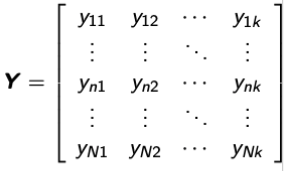 y11 y12 ⋯ y1k
⋮ ⋮ ⋱ ⋮
Y = yn1 yn2 ⋯ ynk
⋮ ⋮ ⋱ ⋮
yN1 yN2 ⋯ yNk